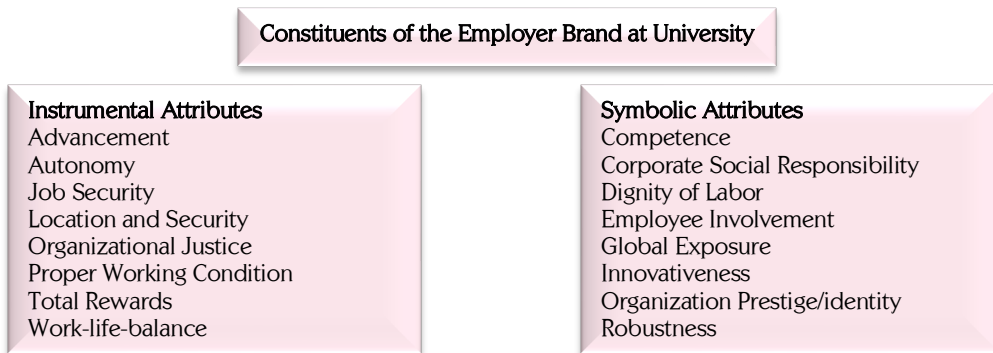 Constituents of the Employer Brand at University
Instrumental Attributes
Advancement
Autonomy
Job Security
Location and Security
Organizational Justice
Proper Working Condition
Total Rewards
Work-life-balance
Symbolic Attributes
Competence
Corporate Social Responsibility
Dignity of Labor
Employee Involvement
Global Exposure
Innovativeness
Organization Prestige/identity
Robustness